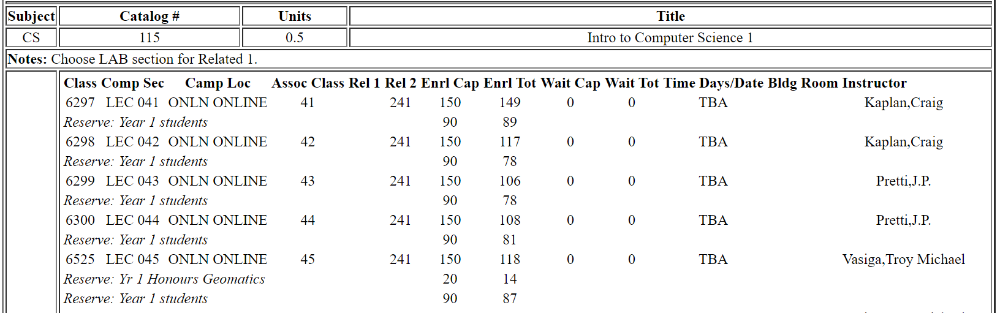 Subject Catalog # Units Title
CS 115 0.5 Intro to Computer Science 1
Notes: Choose LAB section for Related 1.
Class Comp Sec Camp Loc Assoc Class Rel 1 Rel 2 Enrl Cap Enrl Tot Wait Cap Wait Tot Time Days/Date Bldg Room Instructor
6297 LEC 041 ONLN ONLINE 41 241 150 149 0 0 TBA Kaplan,Craig
Reserve: Year 1 students 90 89
6298 LEC 042 ONLN ONLINE 42 241 150 117 0 0 TBA Kaplan,Craig
Reserve: Year 1 students 90 78
6299 LEC 043 ONLN ONLINE 43 241 150 106 0 0 TBA Pretti,J.P.
Reserve: Year 1 students 90 78
6300 LEC 044 ONLN ONLINE 44 241 150 108 0 0 TBA Pretti,J.P.
Reserve: Year 1 students 90 81
6525 LEC 045 ONLN ONLINE 45 241 150 118 0 0 TBA Vasiga,Troy Michael
Reserve: Yr 1 Honours Geomatics 20 14
Reserve: Year 1 students 90 87